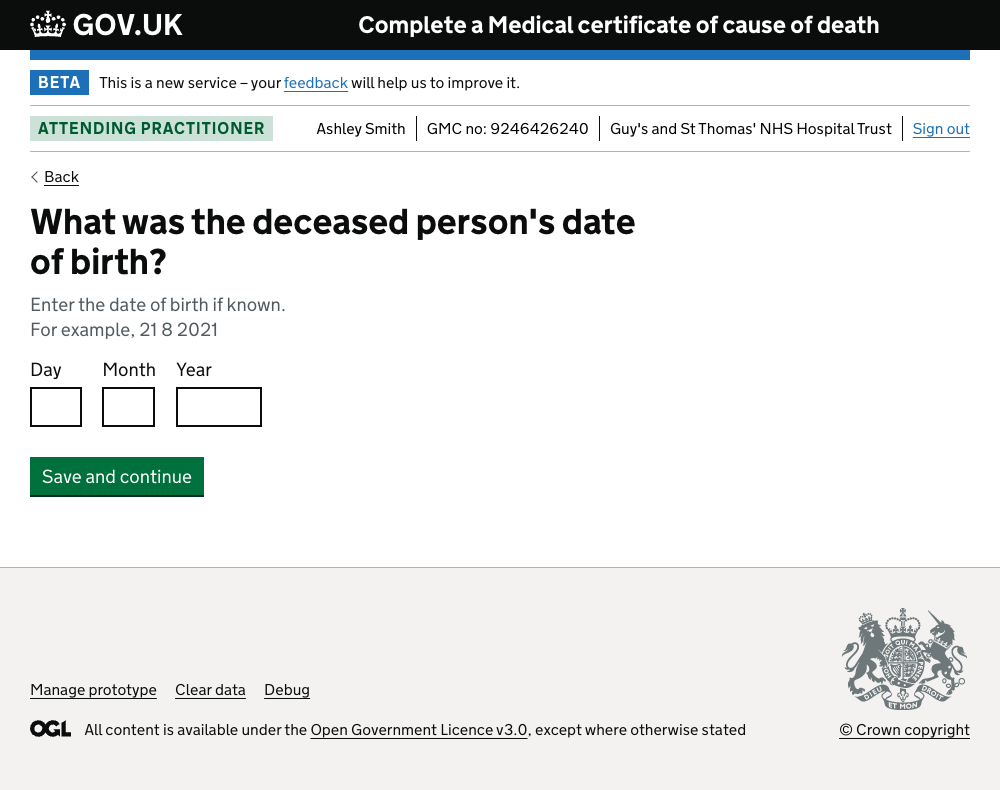 GOV.UK Complete a Medical certificate of cause of death
BETA This is a new service – your feedback will help us to improve it.
ATTENDING PRACTITIONER Ashley Smith GMC no: 9246426240 Guy's and St Thomas' NHS Hospital Trust Sign out
Back
What was the deceased person's date
of birth?
Enter the date of birth if known.
For example, 21 8 2021
Day Month Year
Save and continue
DIEU ET MON DROIT
Manage prototype Clear data Debug
OGL All content is available under the Open Government Licence v3.0, except where otherwise stated
© Crown copyright